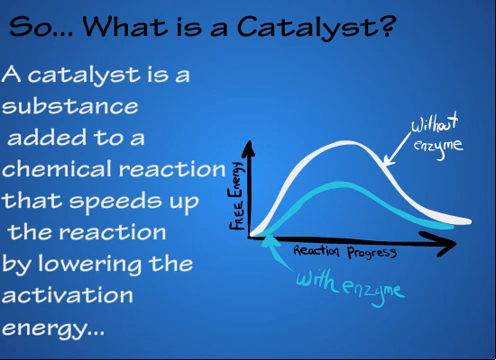 So... What is a Catalyst?
A catalyst is a
substance
added to a
chemical reaction
that speeds up
the reaction
by lowering the
activation
energy...
Without
enzyme
FREE Energy
Reaction Progress
with enzyme